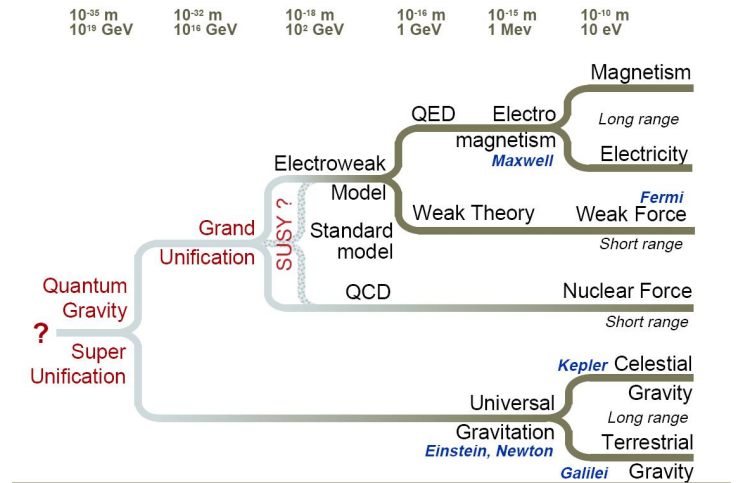 10-35 m 10-32 m 10-18 m 10-16 m 10-15 m 10-10 m
1019 GeV 1016 GeV 102 GeV 1 GeV 1 Mev 10 eV
Magnetism
QED Electro Long range
magnetism
Maxwell Electricity
Electroweak
Model
Fermi
Weak Theory Weak Force
Short range
SUSY ?
Standard
model
Grand
Unification
QCD Nuclear Force
Short range
Quantum
Gravity
?
Super
Unification
Kepler Celestial
Gravity
Universal
Gravitation
Long range
Einstein, Newton
Terrestrial
Galilei Gravity